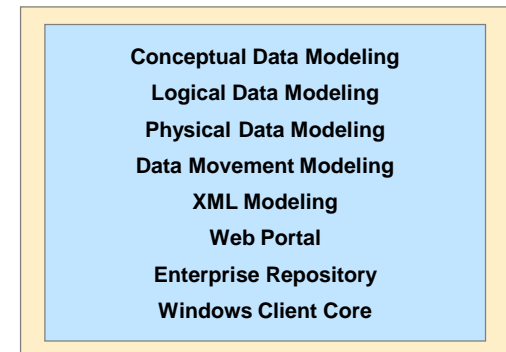 Conceptual Data Modeling
Logical Data Modeling
Physical Data Modeling
Data Movement Modeling
XML Modeling
Web Portal
Enterprise Repository
Windows Client Core